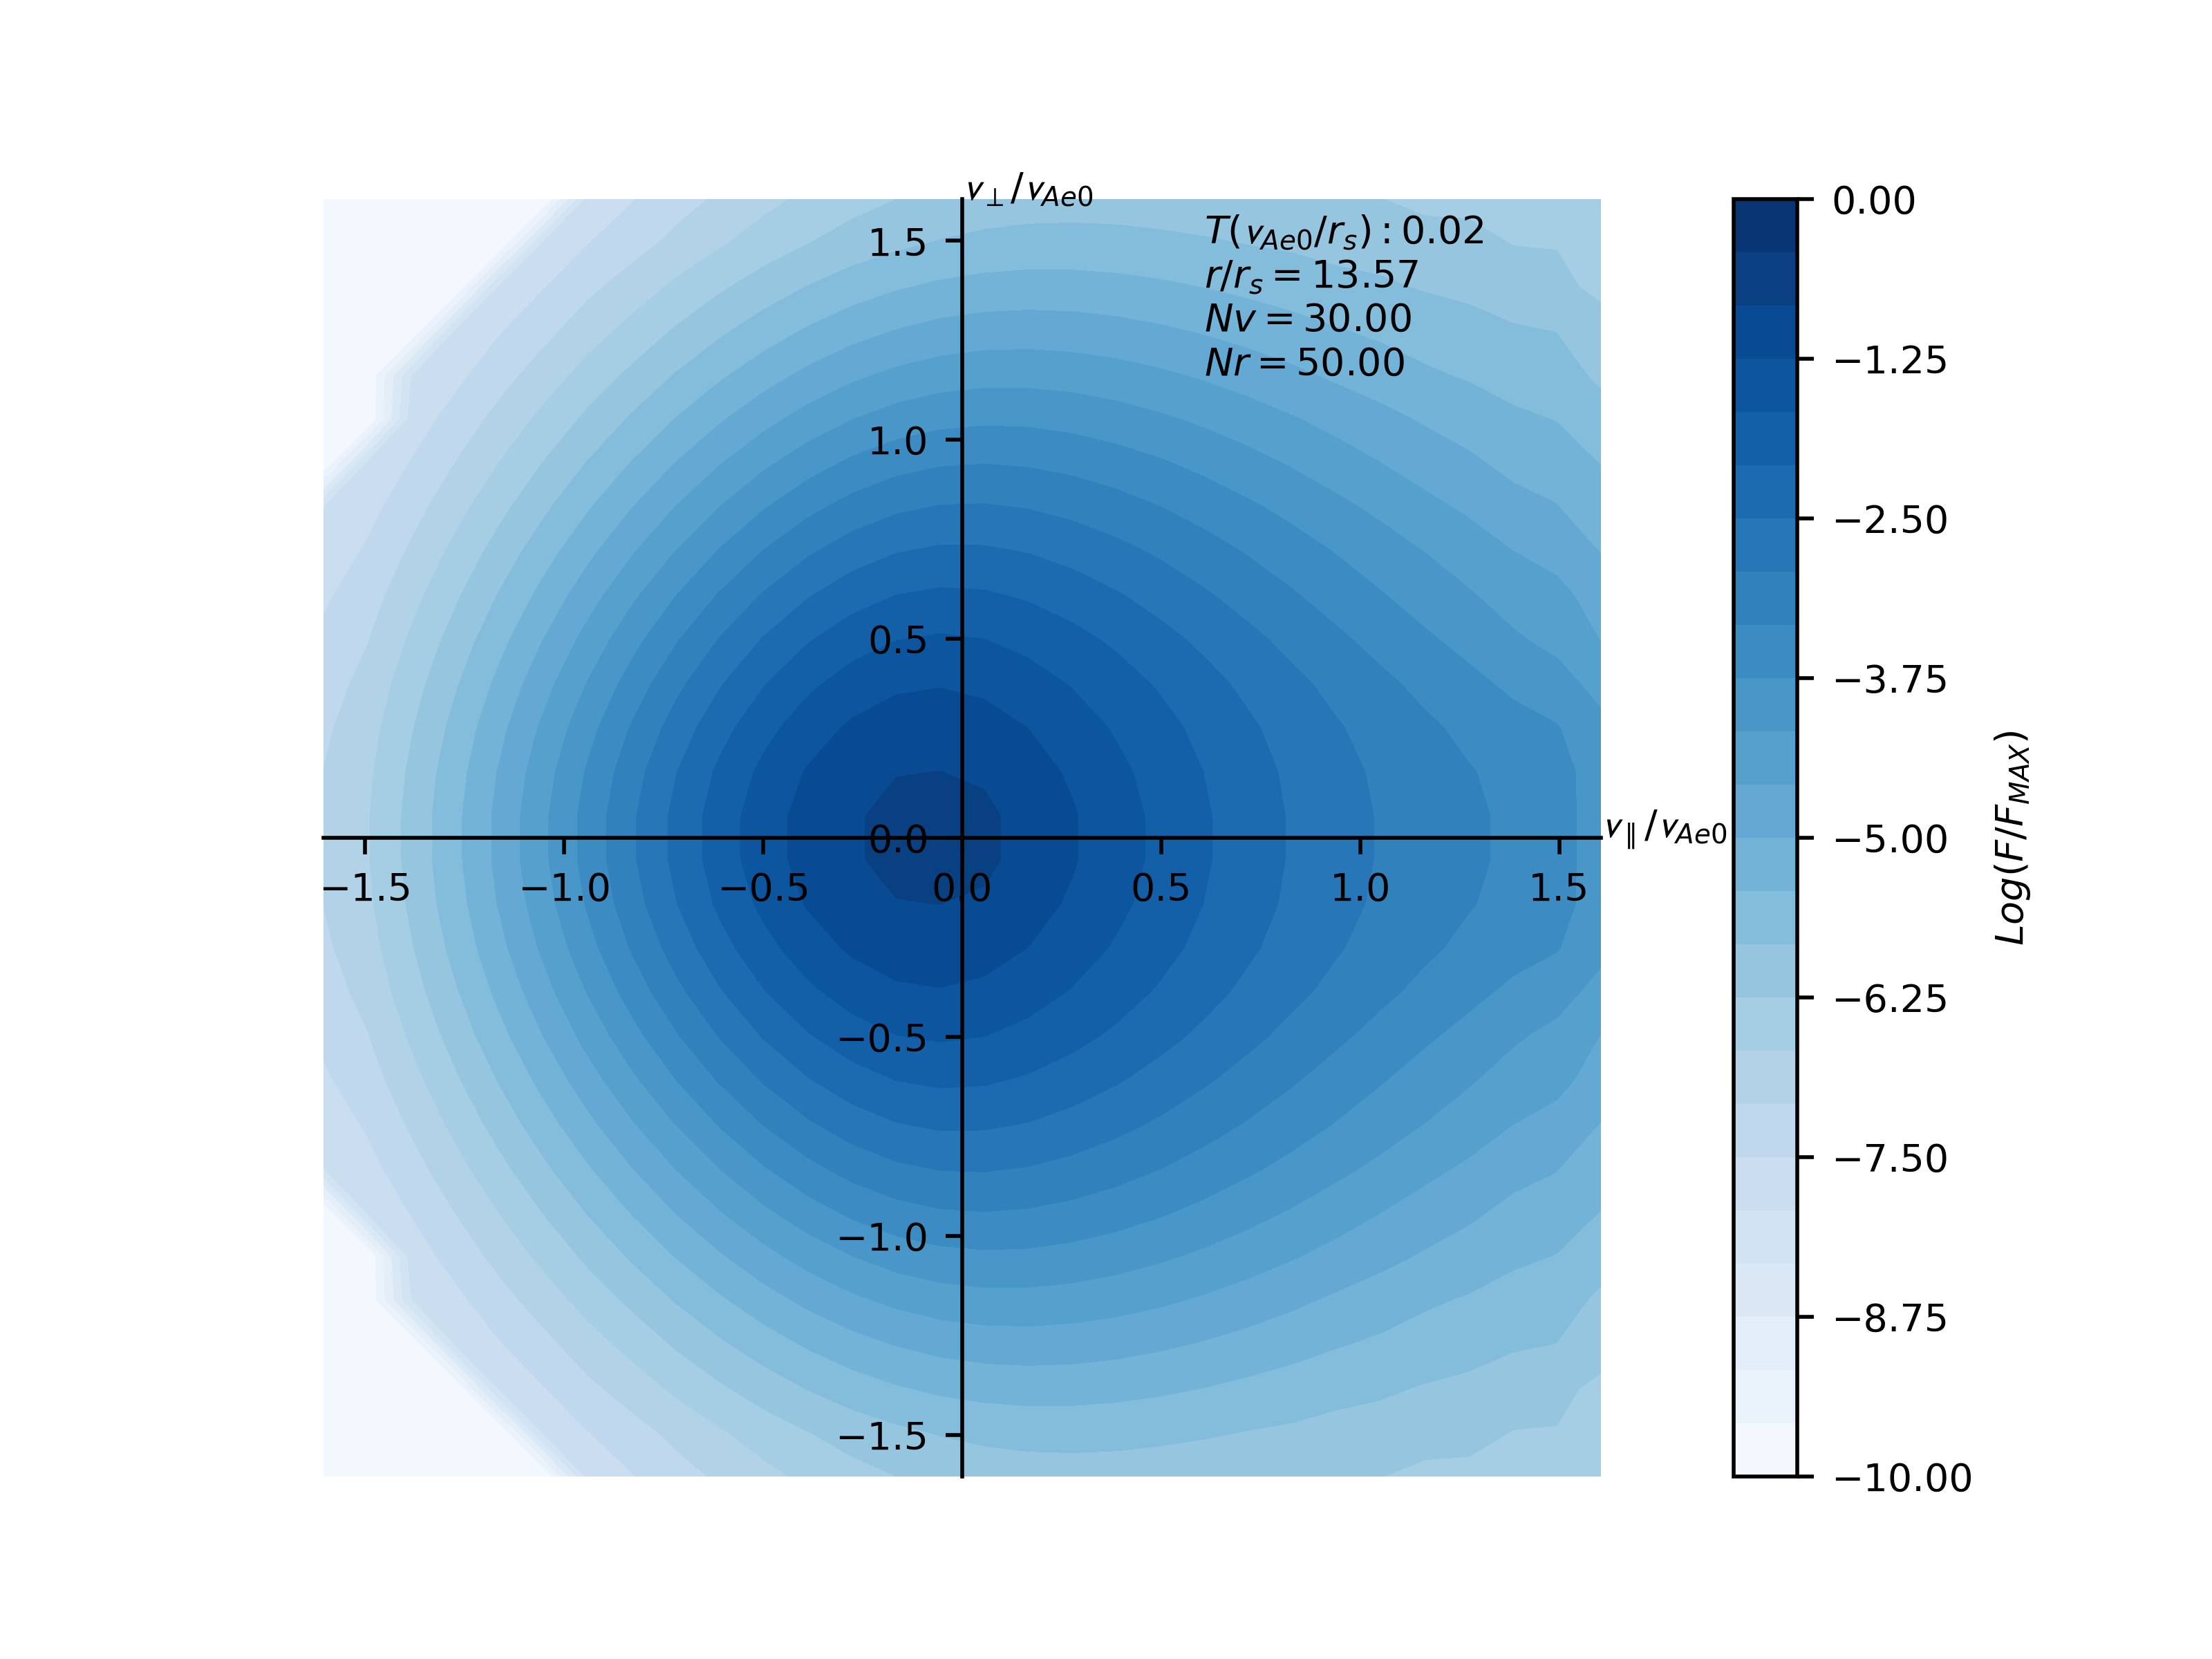 v⊥/vAe0
T(vAe0/rs) : 0.02
r/rs = 13.57
Nv = 30.00
Nr = 50.00
1.5
1.0
0.5
0.0
−0.5
−1.0
−1.5
−1.5 −1.0 −0.5 0.0 0.5 1.0 1.5
v∥/vAe0
0.00
−1.25
−2.50
−3.75
−5.00
−6.25
−7.50
−8.75
−10.00
Log(F/FMAX)